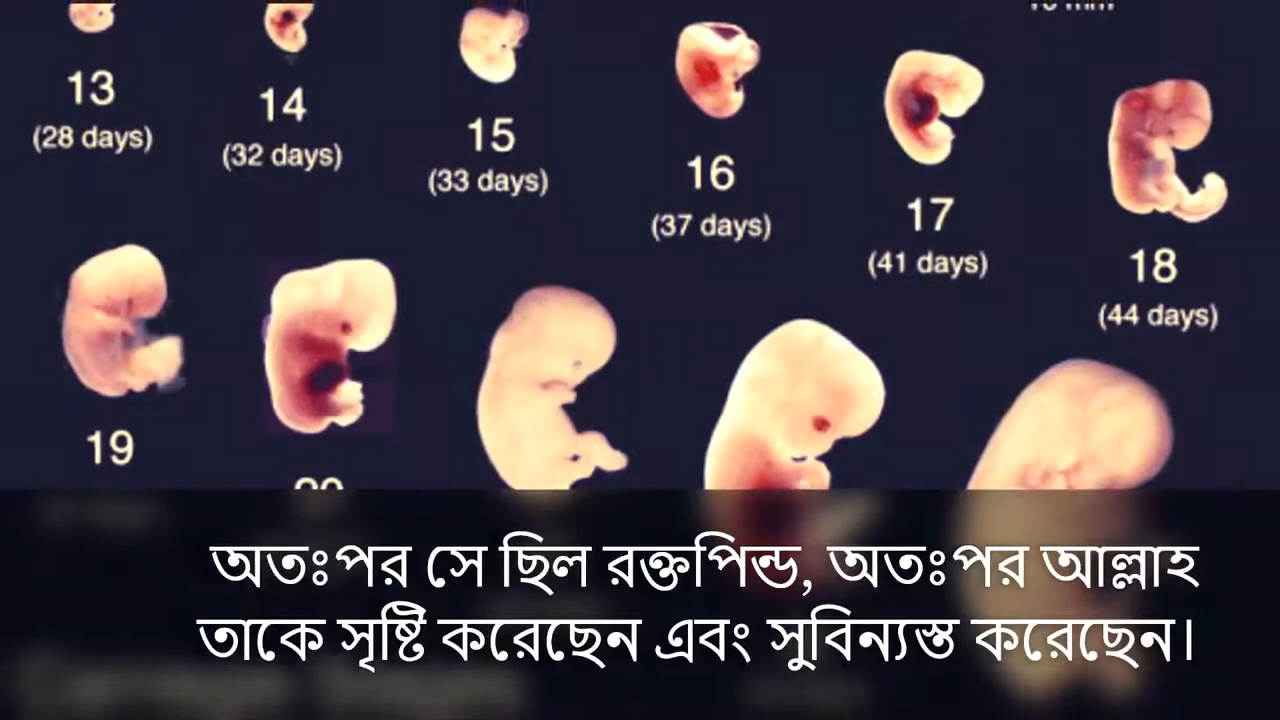 13
(28 days)
14
(32 days)
15
(33 days)
16
(37 days)
17
(41 days)
18
(44 days)
19
অতঃপর সে ছিল রক্তপিন্ড, অতঃপর আল্লাহ
তাকে সৃষ্টি করেছেন এবং সুবিন্যস্ত করেছেন।